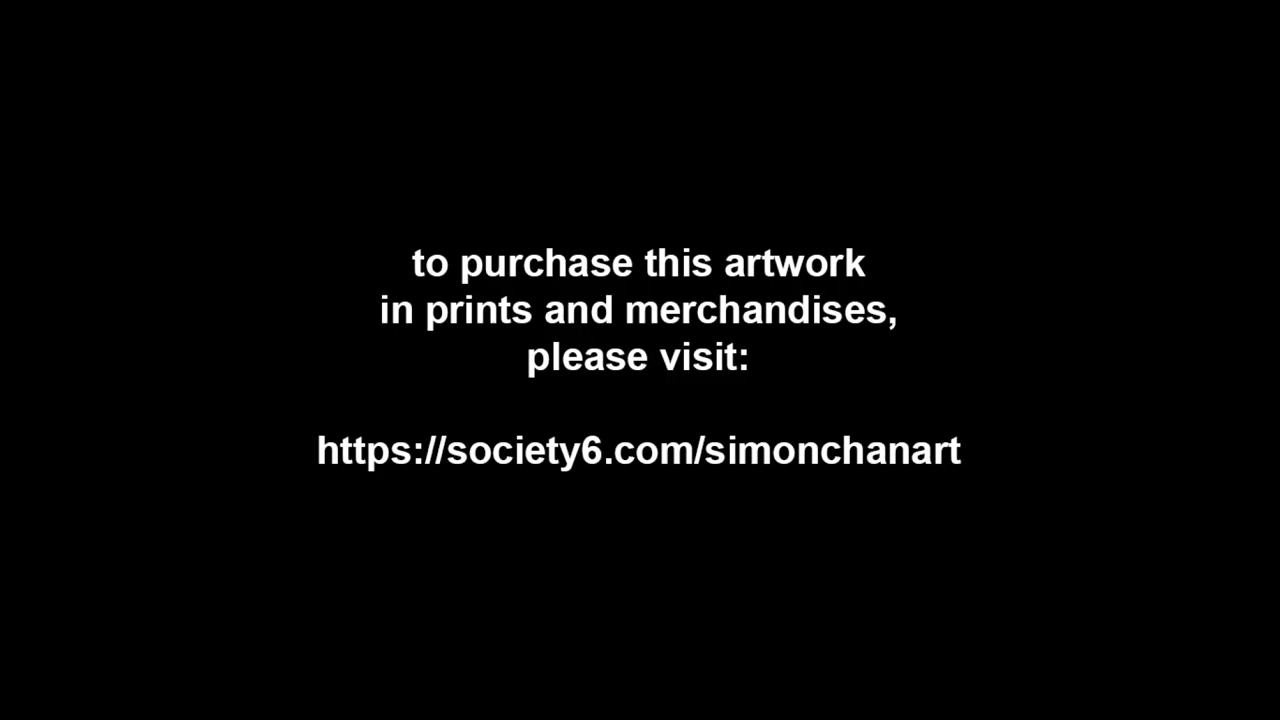 to purchase this artwork
in prints and merchandises,
please visit:
https://society6.com/simonchanart